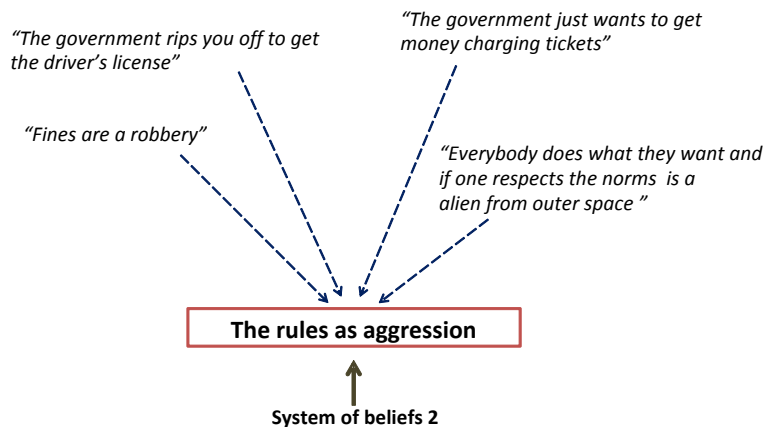 “The government rips you off to get
the driver’s license”
“The government just wants to get
money charging tickets”
“Fines are a robbery”
“Everybody does what they want and
if one respects the norms is a
alien from outer space ”
The rules as aggression
System of beliefs 2